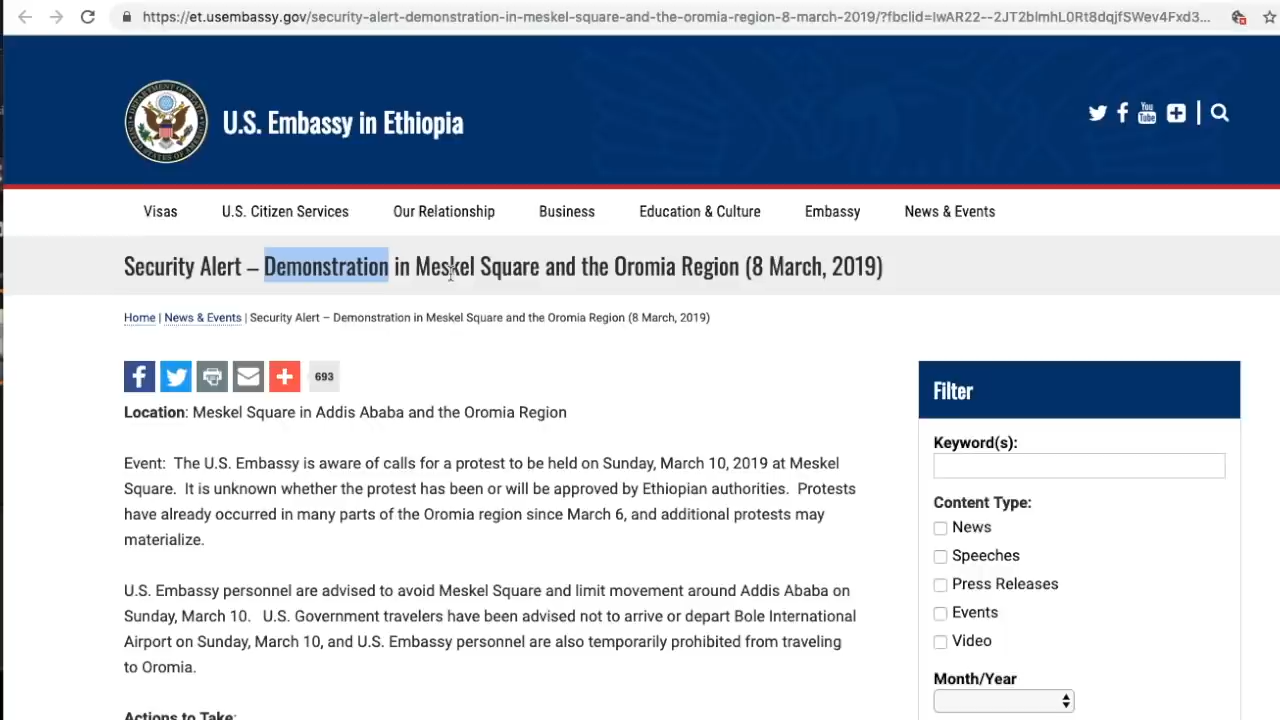 https://et.usembassy.gov/security-alert-demonstration-in-meskel-square-and-the-oromia-region-8-march-2019/?fbclid=IwAR22--2JT2blmhL0Rt8dqjfSWev4Fxd3...
U.S. Embassy in Ethiopia
You Tube
Visas U.S. Citizen Services Our Relationship Business Education & Culture Embassy News & Events
Security Alert – Demonstration in Meskel Square and the Oromia Region (8 March, 2019)
Home | News & Events | Security Alert – Demonstration in Meskel Square and the Oromia Region (8 March, 2019)
693
Location: Meskel Square in Addis Ababa and the Oromia Region
Event: The U.S. Embassy is aware of calls for a protest to be held on Sunday, March 10, 2019 at Meskel
Square. It is unknown whether the protest has been or will be approved by Ethiopian authorities. Protests
have already occurred in many parts of the Oromia region since March 6, and additional protests may
materialize.
U.S. Embassy personnel are advised to avoid Meskel Square and limit movement around Addis Ababa on
Sunday, March 10. U.S. Government travelers have been advised not to arrive or depart Bole International
Airport on Sunday, March 10, and U.S. Embassy personnel are also temporarily prohibited from traveling
to Oromia.
Actions to Take:
Filter
Keyword(s):
Content Type:
News
Speeches
Press Releases
Events
Video
Month/Year